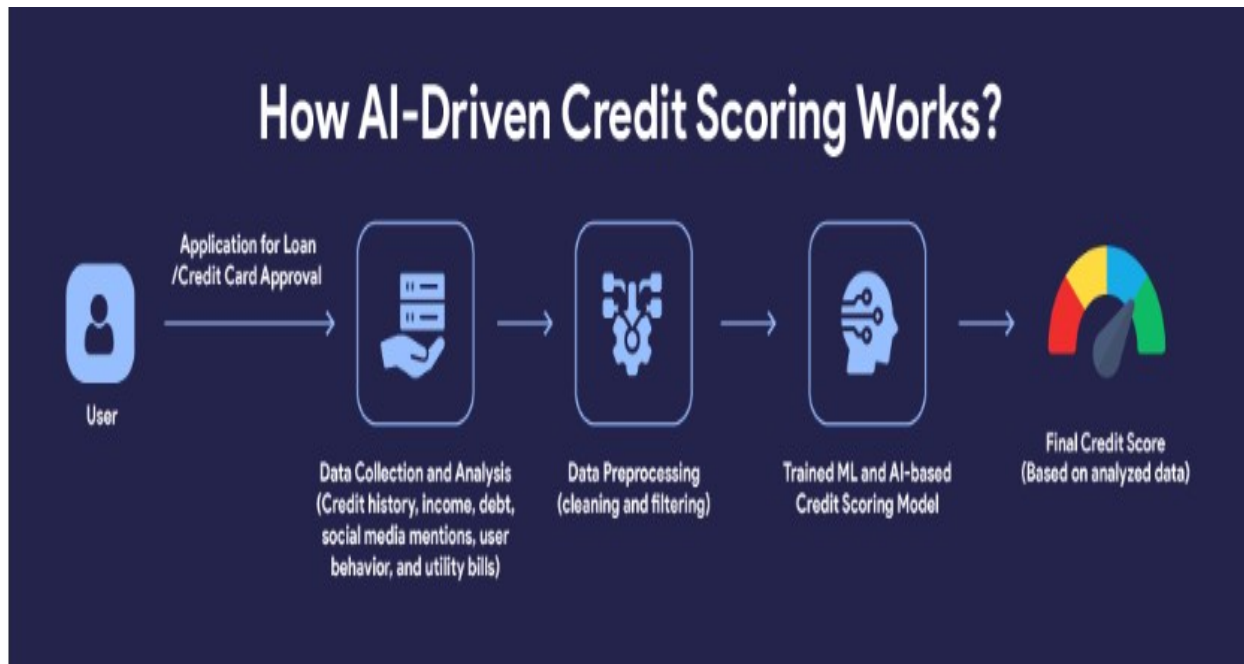 How AI-Driven Credit Scoring Works?
Application for Loan
/Credit Card Approval
User
Data Collection and Analysis
(Credit history, income, debt,
social media mentions, user
behavior, and utility bills)
Data Preprocessing
(cleaning and filtering)
Trained ML and AI-based
Credit Scoring Model
Final Credit Score
(Based on analyzed data)